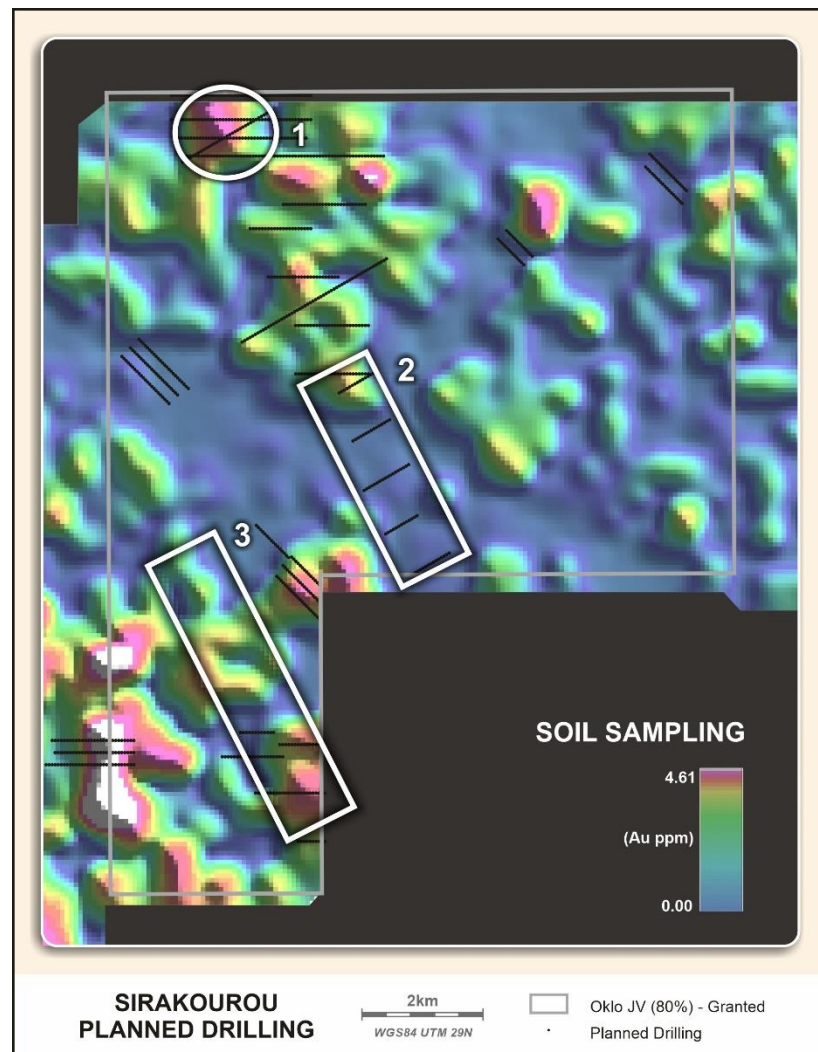 1
2
3
SOIL SAMPLING
4.61
(Au ppm)
0.00
SIRAKOUROU
PLANNED DRILLING
2km
WGS84 UTM 29N
Oklo JV (80%) - Granted
Planned Drilling